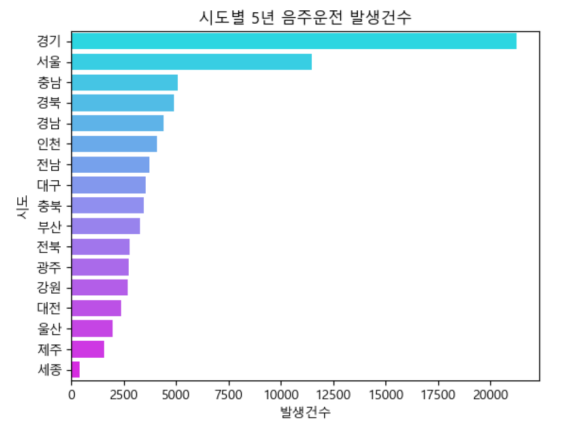 시도별 5년 음주운전 발생건수
경기
서울
충남
경북
경남
인천
전남
대구
충북
부산
전북
광주
강원
대전
울산
제주
세종
시도
0 2500 5000 7500 10000 12500 15000 17500 20000
발생건수